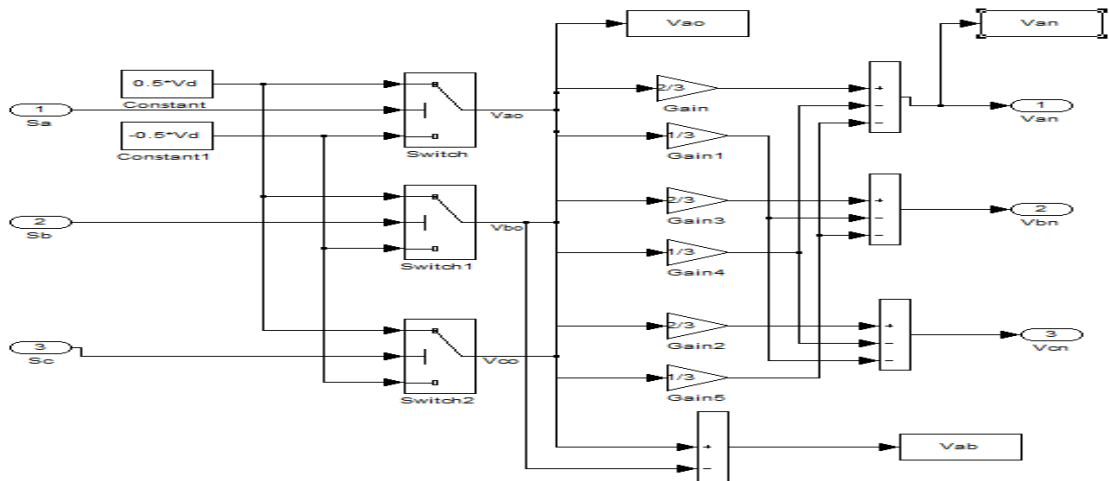 Vao
Van
0.5*Vd
Constant
1
Sa
-0.5*Vd
Constant1
Switch
Vao
2/3
Gain
1/3
Gain1
+
-
-
1
Van
2
Sb
Switch1
Vbo
2/3
Gain3
1/3
Gain4
+
-
-
2
Vbn
3
Sc
Switch2
Vco
2/3
Gain2
1/3
Gain5
+
-
-
3
Vcn
+
-
Vab